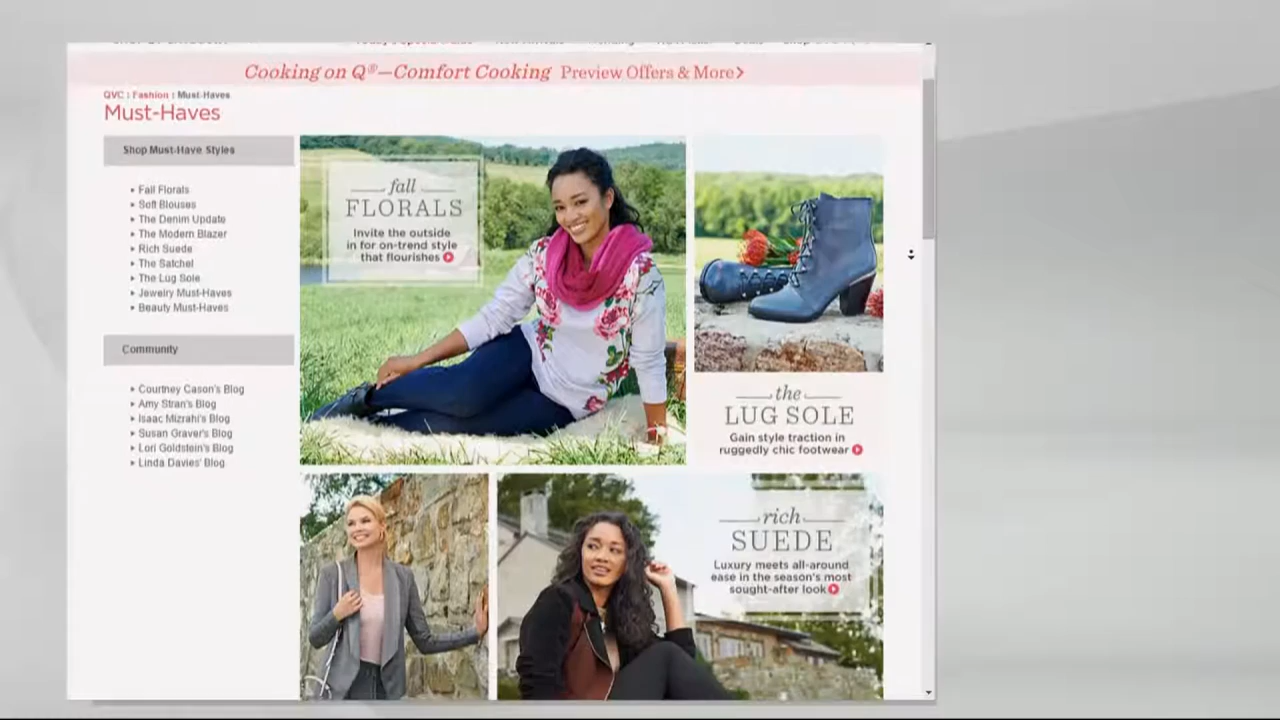 Cooking on Q®—Comfort Cooking Preview Offers & More
QVC : Fashion : Must-Haves
Must-Haves
Shop Must-Have Styles
Fall Florals
Soft Blouses
The Denim Update
The Modern Blazer
Rich Suede
The Satchel
The Lug Sole
Jewelry Must-Haves
Beauty Must-Haves
Community
Courtney Cason's Blog
Amy Stran's Blog
Isaac Mizrahi's Blog
Susan Graver's Blog
Lori Goldstein's Blog
Linda Davies' Blog
fall
FLORALS
Invite the outside
in for on-trend style
that flourishes
the
LUG SOLE
Gain style traction in
ruggedly chic footwear
rich
SUEDE
Luxury meets all-around
ease in the season's most
sought-after look